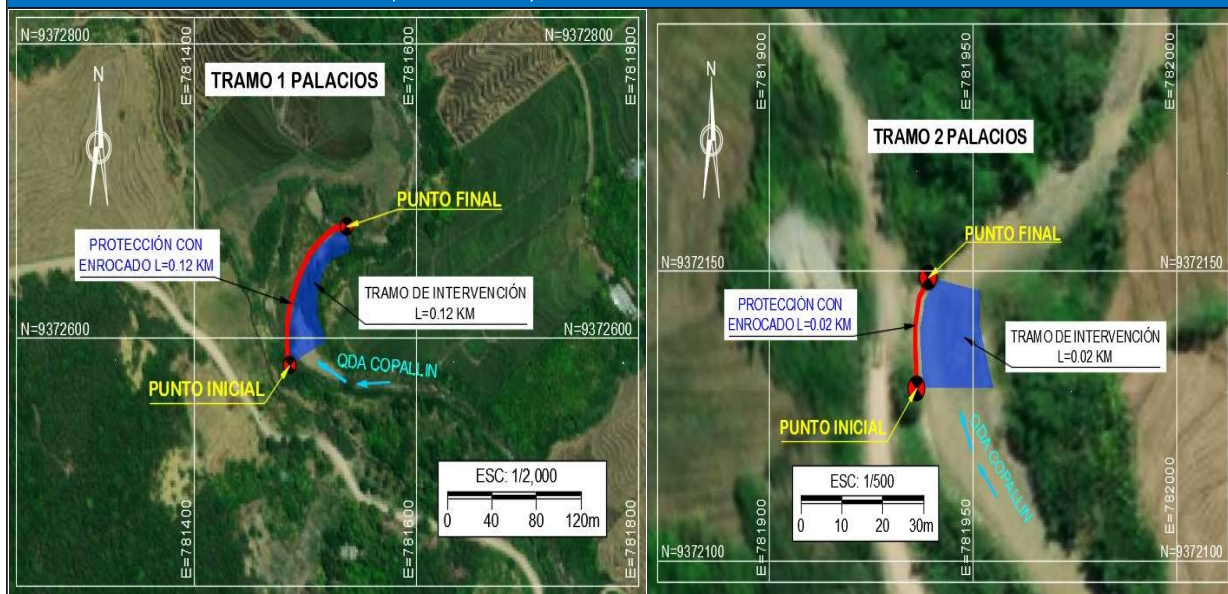 N=9372800
N=9372800
E=781400
E=781600
E=781800
N
TRAMO 1 PALACIOS
PUNTO FINAL
PROTECCIÓN CON
ENROCADO L=0.12 KM
TRAMO DE INTERVENCIÓN
L=0.12 KM
N=9372600
N=9372600
QDA COPALLIN
PUNTO INICIAL
ESC: 1/2,000
0 40 80 120m
E=781400
E=781600
E=781800
E=781900
E=781950
E=782000
N
TRAMO 2 PALACIOS
PUNTO FINAL
N=9372150
N=9372150
PROTECCIÓN CON
ENROCADO L=0.02 KM
TRAMO DE INTERVENCIÓN
L=0.02 KM
PUNTO INICIAL
QDA COPALLIN
ESC: 1/500
0 10 20 30m
E=781900
E=781950
E=782000
N=9372100
N=9372100